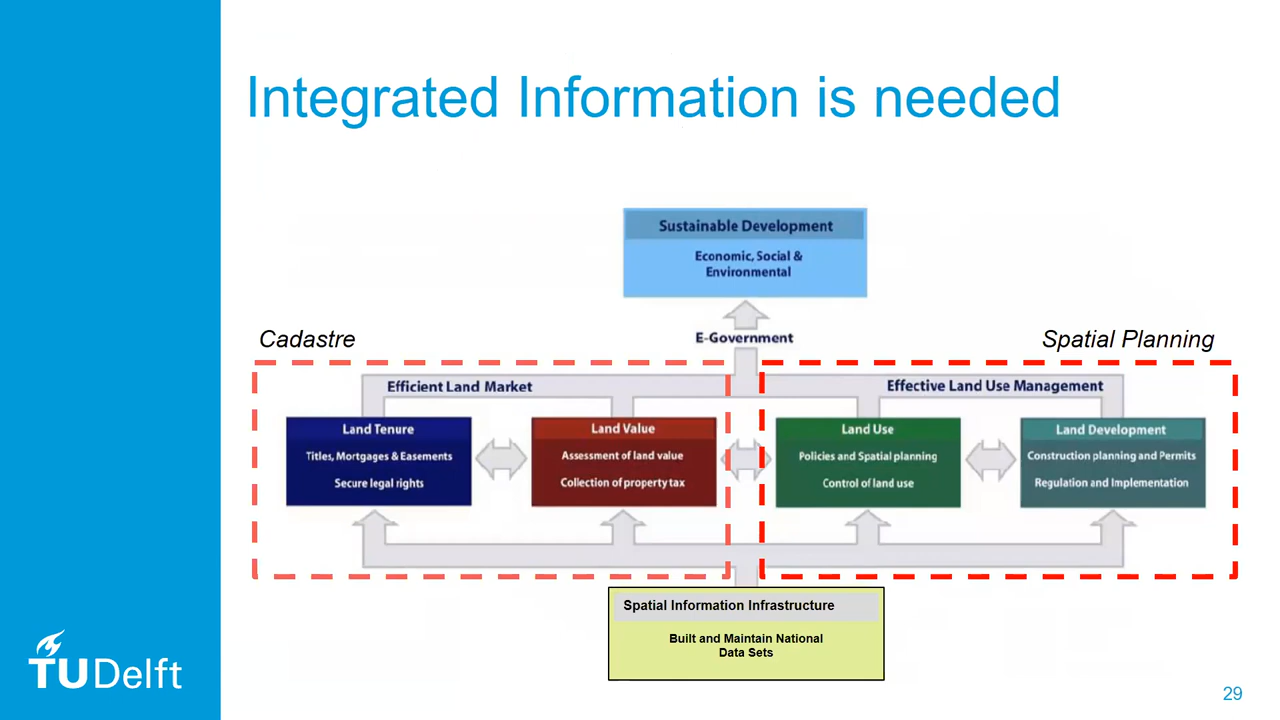 Integrated Information is needed
Sustainable Development
Economic, Social &
Environmental
E-Government
Cadastre
Spatial Planning
Efficient Land Market
Effective Land Use Management
Land Tenure
Titles, Mortgages & Easements
Secure legal rights
Land Value
Assessment of land value
Collection of property tax
Land Use
Policies and Spatial planning
Control of land use
Land Development
Construction planning and Permits
Regulation and Implementation
Spatial Information Infrastructure
Built and Maintain National
Data Sets
TUDelft
29